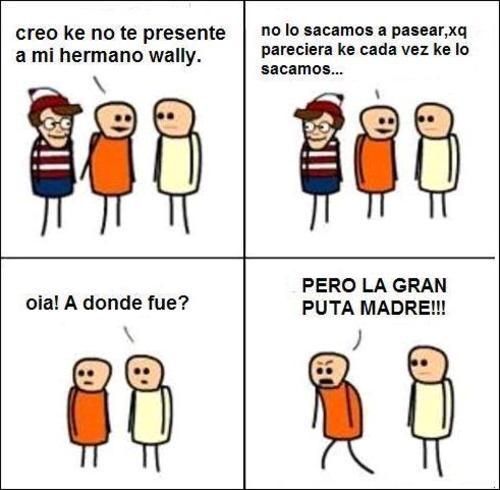 creo ke no te presente
a mi hermano wally.
no lo sacamos a pasear,xq
pareciera ke cada vez ke lo
sacamos...
oia! A donde fue?
PERO LA GRAN
PUTA MADRE!!!